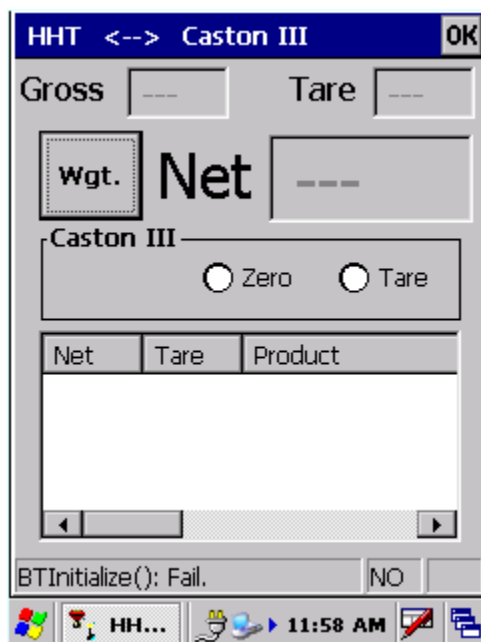 HHT <--> Caston III OK
Gross --- Tare ---
Wgt. Net ---
Caston III
Zero Tare
Net Tare Product
BTInitialize(): Fail. NO
HH... 11:58 AM